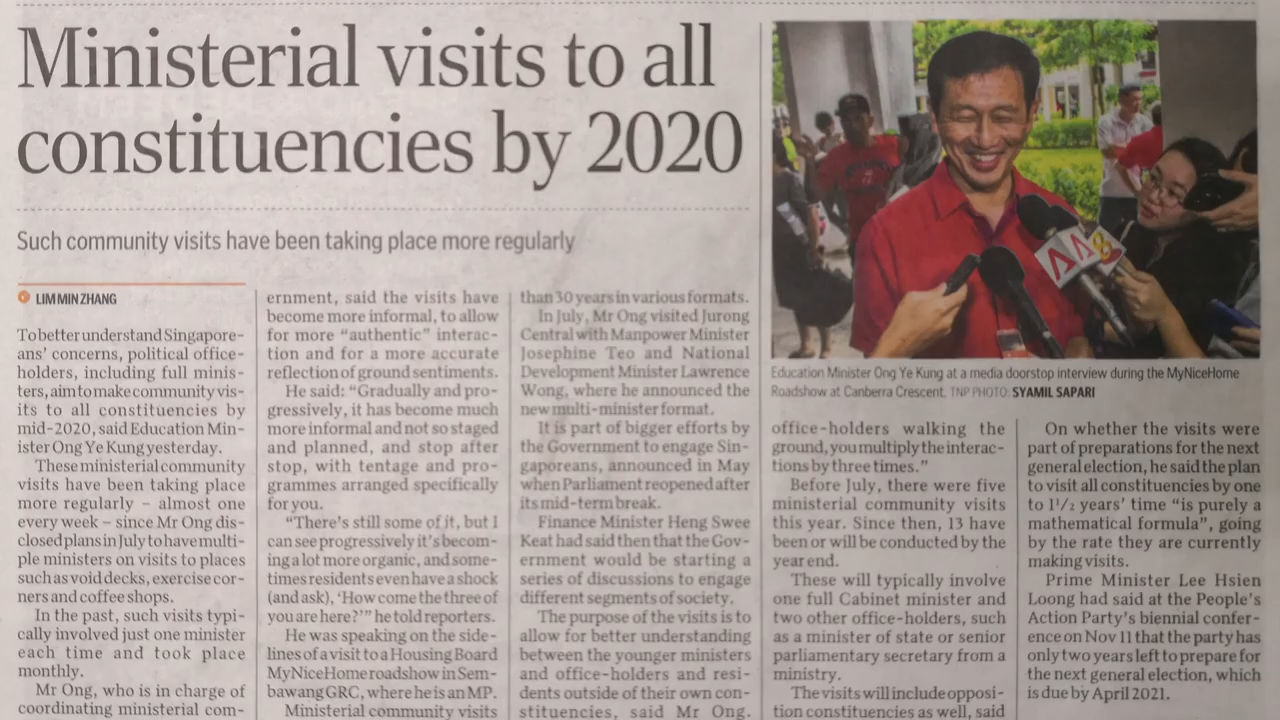 Ministerial visits to all
constituencies by 2020
Such community visits have been taking place more regularly
LIM MIN ZHANG
To better understand Singapore-
ans' concerns, political office-
holders, including full minis-
ters, aim to make community vis-
its to all constituencies by
mid-2020, said Education Min-
ister Ong Ye Kung yesterday.
These ministerial community
visits have been taking place
more regularly – almost one
every week – since Mr Ong dis-
closed plans in July to have multi-
ple ministers on visits to places
such as void decks, exercise cor-
ners and coffee shops.
In the past, such visits typi-
cally involved just one minister
each time and took place
monthly.
Mr Ong, who is in charge of
coordinating ministerial com-
ernment, said the visits have
become more informal, to allow
for more “authentic” interac-
tion and for a more accurate
reflection of ground sentiments.
He said: “Gradually and pro-
gressively, it has become much
more informal and not so staged
and planned, and stop after
stop, with tentage and pro-
grammes arranged specifically
for you.
“There's still some of it, but I
can see progressively it's becom-
ing a lot more organic, and some-
times residents even have a shock
(and ask), ‘How come the three of
you are here?’” he told reporters.
He was speaking on the side-
lines of a visit to a Housing Board
MyNiceHome roadshow in Sem-
bawang GRC, where he is an MP.
Ministerial community visits
than 30 years in various formats.
In July, Mr Ong visited Jurong
Central with Manpower Minister
Josephine Teo and National
Development Minister Lawrence
Wong, where he announced the
new multi-minister format.
It is part of bigger efforts by
the Government to engage Sin-
gaporeans, announced in May
when Parliament reopened after
its mid-term break.
Finance Minister Heng Swee
Keat had said then that the Gov-
ernment would be starting a
series of discussions to engage
different segments of society.
The purpose of the visits is to
allow for better understanding
between the younger ministers
and office-holders and resi-
dents outside of their own con-
stituencies, said Mr Ong.
8
Education Minister Ong Ye Kung at a media doorstop interview during the MyNiceHome
Roadshow at Canberra Crescent. TNP PHOTO: SYAMIL SAPARI
office-holders walking the
ground, you multiply the interac-
tions by three times.”
Before July, there were five
ministerial community visits
this year. Since then, 13 have
been or will be conducted by the
year end.
These will typically involve
one full Cabinet minister and
two other office-holders, such
as a minister of state or senior
parliamentary secretary from a
ministry.
The visits will include opposi-
tion constituencies as well, said
On whether the visits were
part of preparations for the next
general election, he said the plan
to visit all constituencies by one
to 1½ years' time “is purely a
mathematical formula”, going
by the rate they are currently
making visits.
Prime Minister Lee Hsien
Loong had said at the People's
Action Party's biennial confer-
ence on Nov 11 that the party has
only two years left to prepare for
the next general election, which
is due by April 2021.